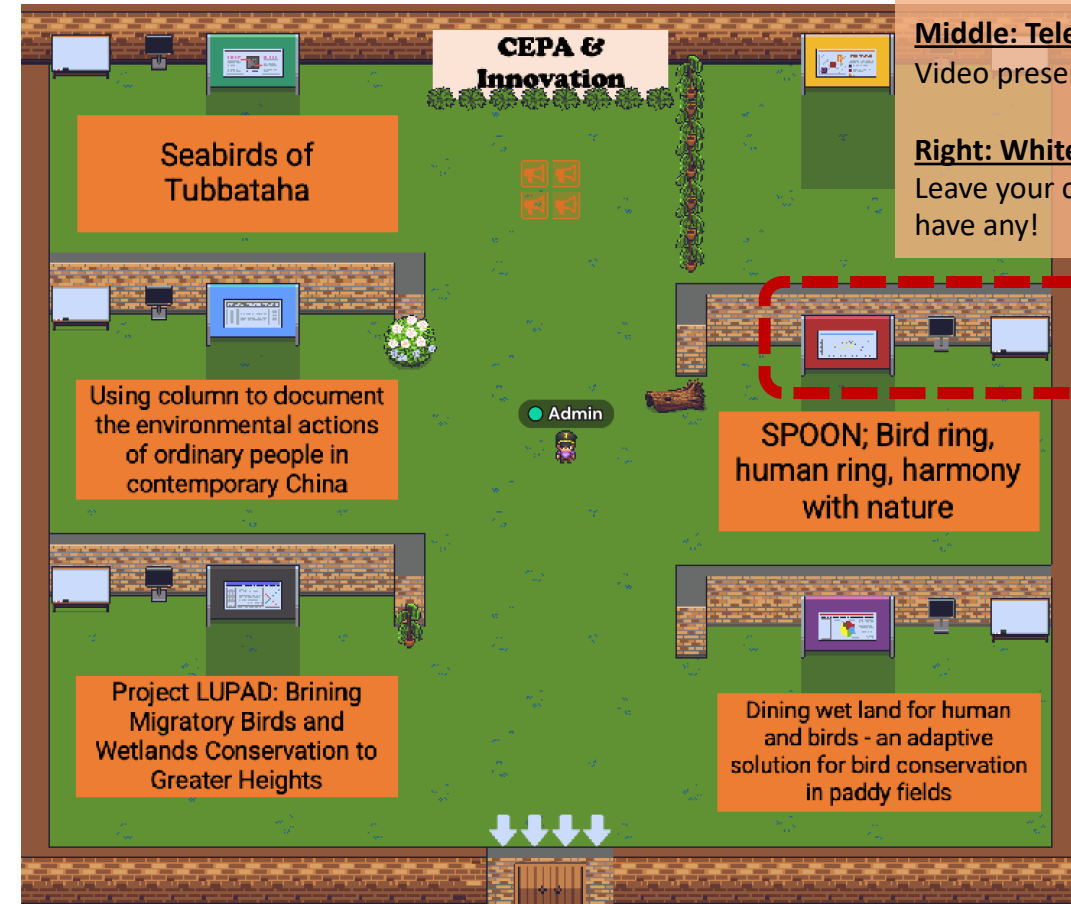 CEPA &
Innovation
Middle: Tele
Video prese
Right: White
Leave your
have any!
Seabirds of
Tubbataha
Using column to document
the environmental actions
of ordinary people in
contemporary China
Admin
SPOON; Bird ring,
human ring, harmony
with nature
Project LUPAD: Brining
Migratory Birds and
Wetlands Conservation to
Greater Heights
Dining wet land for human
and birds - an adaptive
solution for bird conservation
in paddy fields